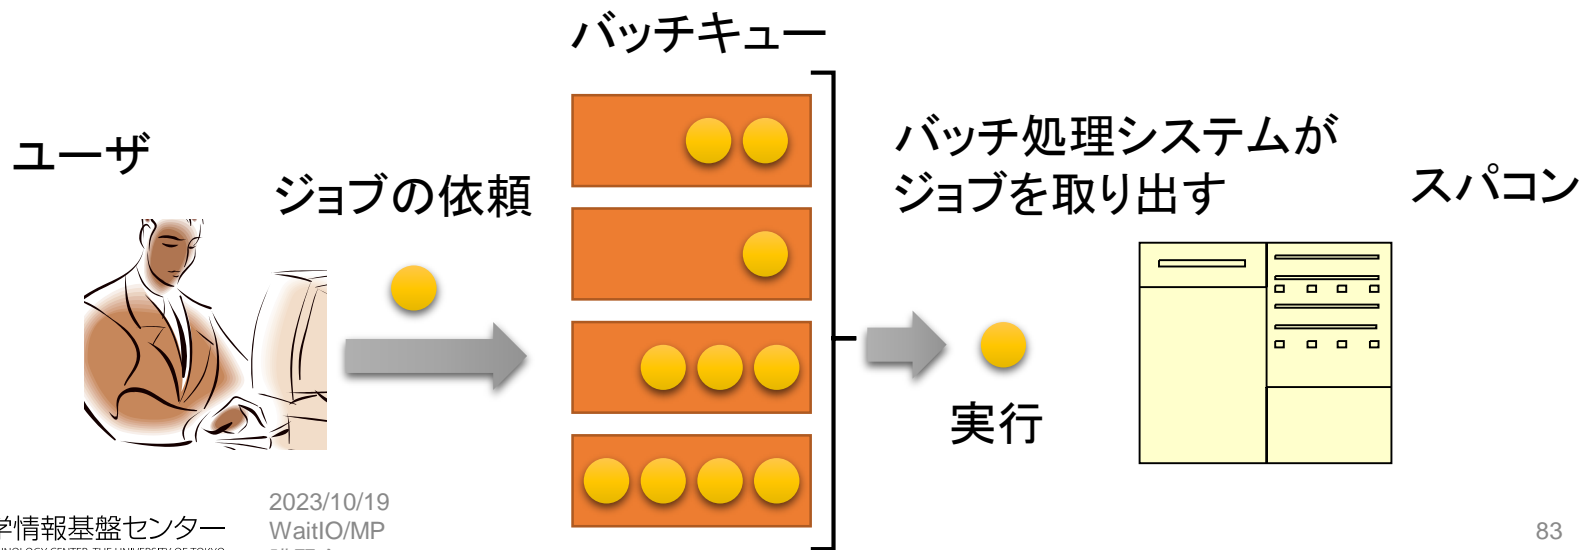 バッチキュー
ユーザ
ジョブの依頼
バッチ処理システムが
ジョブを取り出す
スパコン
実行
学情報基盤センター
2023/10/19
WaitIO/MP
83